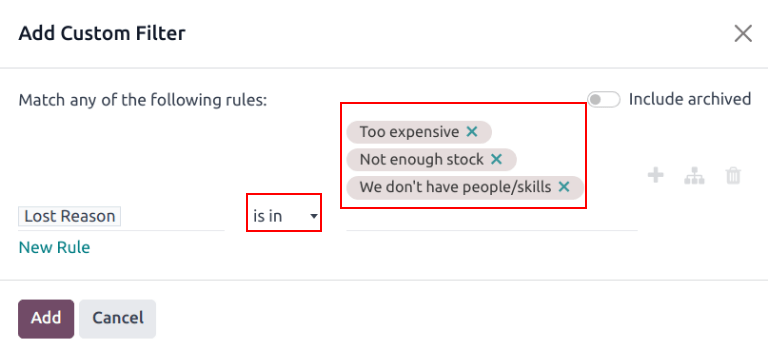 Add Custom Filter
Match any of the following rules:
Include archived
Too expensive
Not enough stock
We don't have people/skills
Lost Reason
is in
New Rule
Add
Cancel